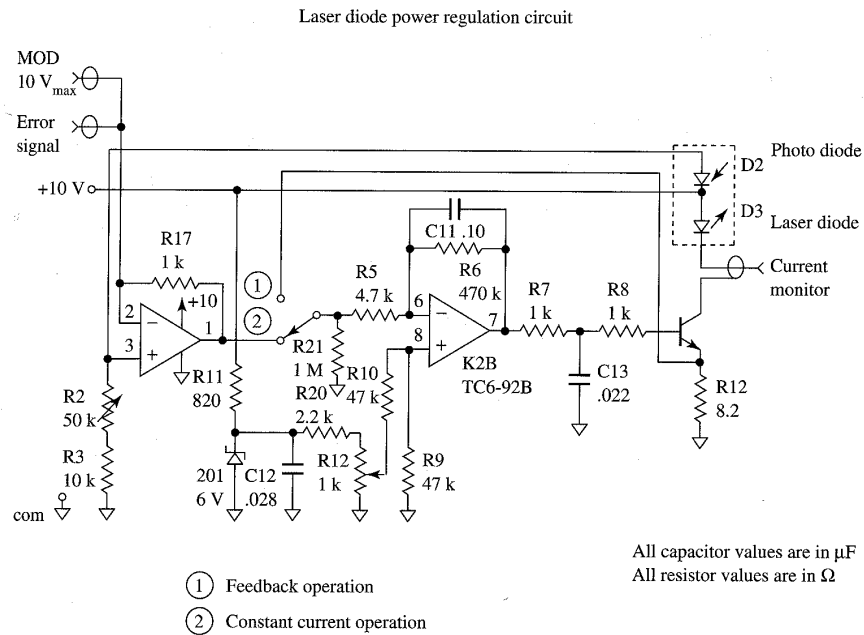 Laser diode power regulation circuit
MOD
10 Vmax
Error
signal
+10 V
Photo diode
D2
D3
Laser diode
Current
monitor
R17
1 k
+10
2
3
1
1
2
C11 .10
R5
4.7 k
R6
470 k
6
8
7
K2B
TC6-92B
R7
1 k
R8
1 k
C13
.022
R12
8.2
R21
1 M
R11
820
R20
2.2 k
R10
47 k
R2
50 k
R3
10 k
com
201
6 V
C12
.028
R12
1 k
R9
47 k
All capacitor values are in µF
All resistor values are in Ω
1 Feedback operation
2 Constant current operation